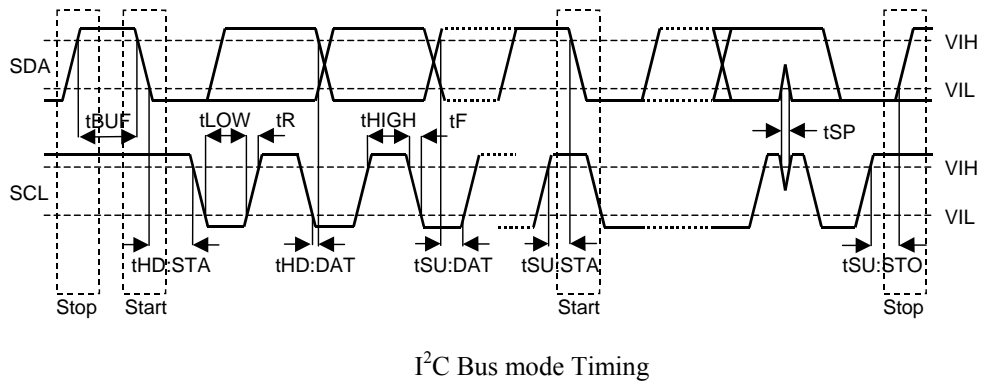 VIH
SDA
VIL
tBUF tLOW tR tHIGH tF tSP
VIH
SCL
VIL
tHD:STA tHD:DAT tSU:DAT tSU:STA tSU:STO
Stop Start Start Stop
I²C Bus mode Timing